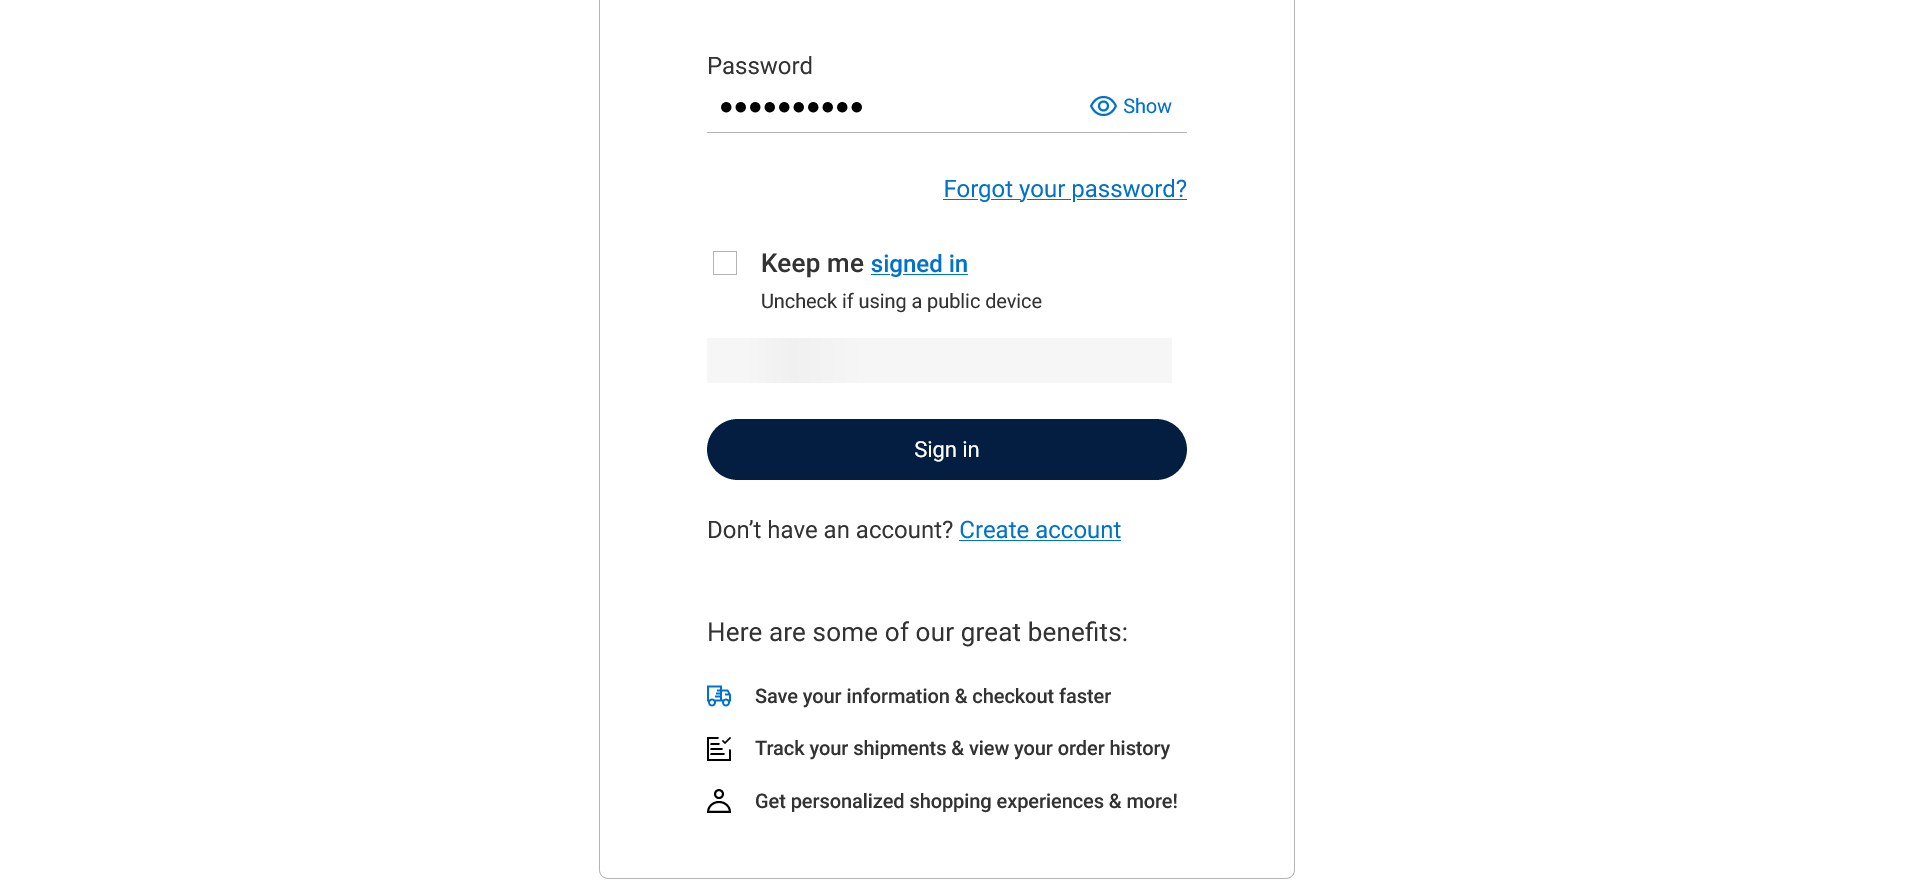 Password
●●●●●●●●●● Show
Forgot your password?
Keep me signed in
Uncheck if using a public device
Sign in
Don’t have an account? Create account
Here are some of our great benefits:
Save your information & checkout faster
Track your shipments & view your order history
Get personalized shopping experiences & more!